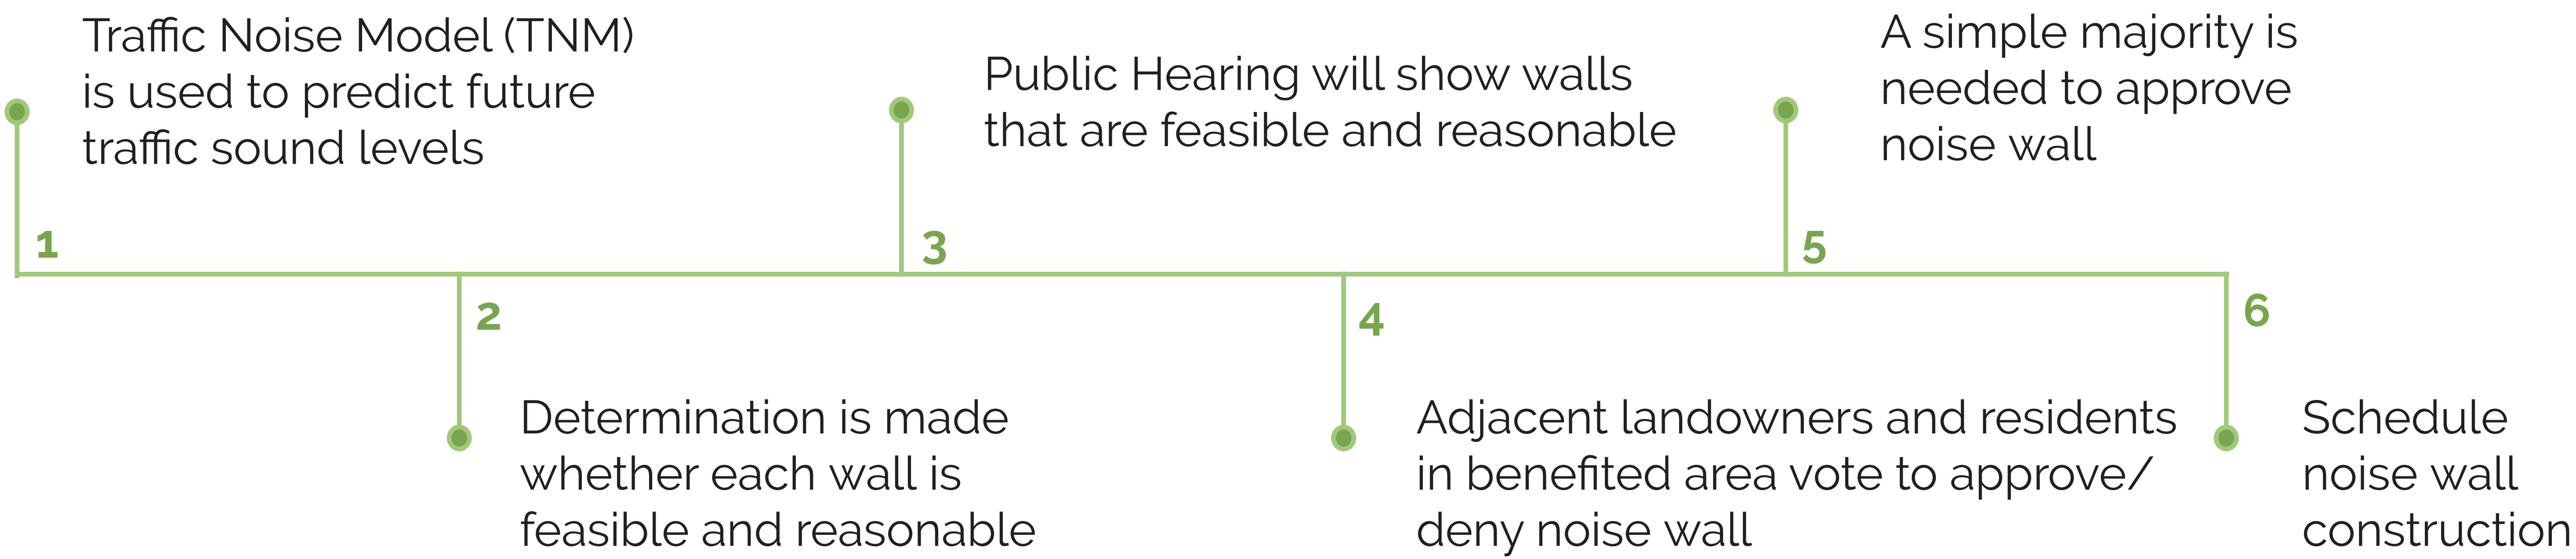 1
Traffic Noise Model (TNM)
is used to predict future
traffic sound levels
2
Determination is made
whether each wall is
feasible and reasonable
3
Public Hearing will show walls
that are feasible and reasonable
4
Adjacent landowners and residents
in benefited area vote to approve/
deny noise wall
5
A simple majority is
needed to approve
noise wall
6
Schedule
noise wall
construction